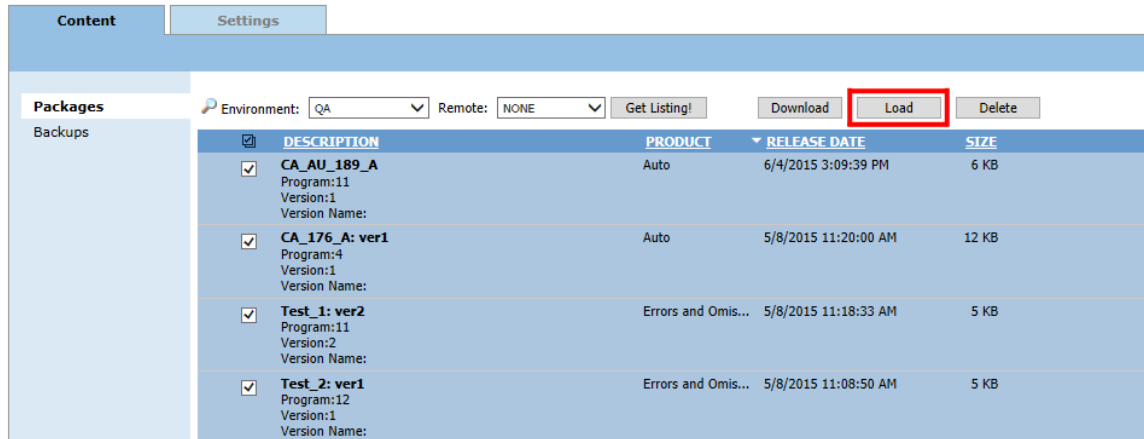 Content Settings
Packages
Backups
Environment: QA Remote: NONE Get Listing! Download Load Delete
DESCRIPTION PRODUCT RELEASE DATE SIZE
CA_AU_189_A Auto 6/4/2015 3:09:39 PM 6 KB
Program:11
Version:1
Version Name:
CA_176_A: ver1 Auto 5/8/2015 11:20:00 AM 12 KB
Program:4
Version:1
Version Name:
Test_1: ver2 Errors and Omis... 5/8/2015 11:18:33 AM 5 KB
Program:11
Version:2
Version Name:
Test_2: ver1 Errors and Omis... 5/8/2015 11:08:50 AM 5 KB
Program:12
Version:1
Version Name: